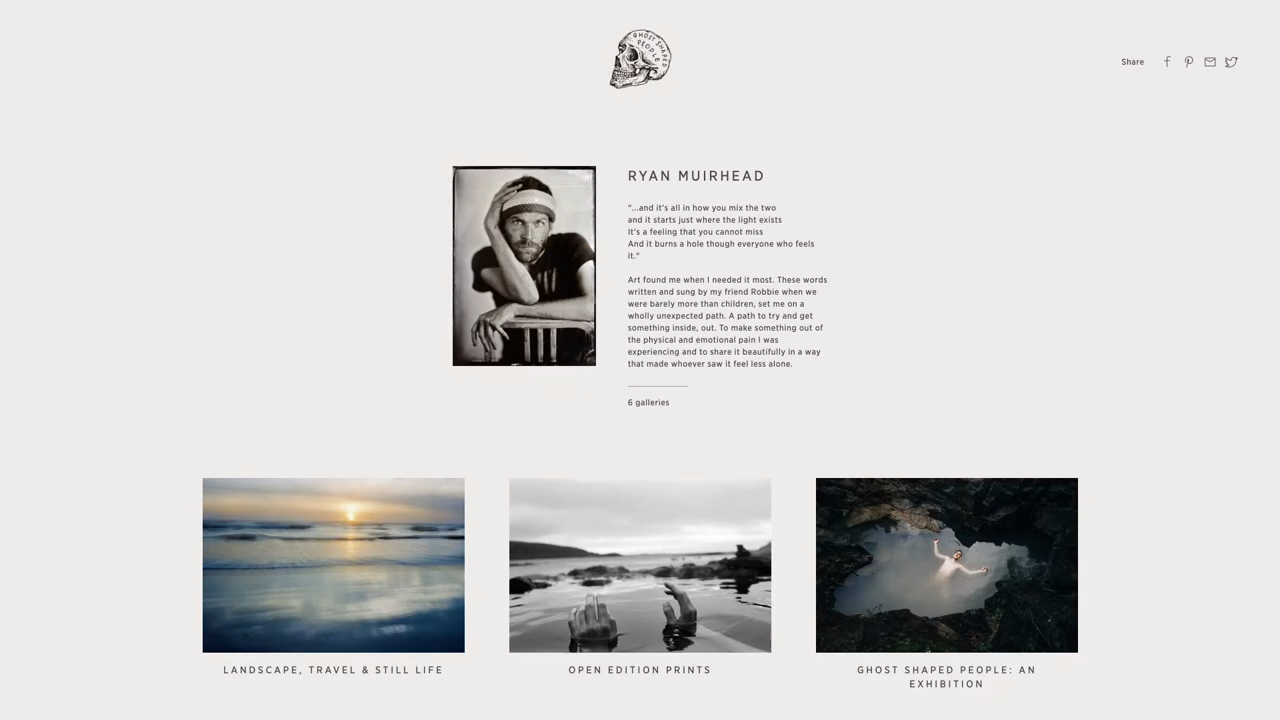 GHOST SHAPED
PEOPLE
Share
RYAN MUIRHEAD
"...and it's all in how you mix the two
and it starts just where the light exists
It's a feeling that you cannot miss
And it burns a hole though everyone who feels
it."
Art found me when I needed it most. These words
written and sung by my friend Robbie when we
were barely more than children, set me on a
wholly unexpected path. A path to try and get
something inside, out. To make something out of
the physical and emotional pain I was
experiencing and to share it beautifully in a way
that made whoever saw it feel less alone.
6 galleries
LANDSCAPE, TRAVEL & STILL LIFE
OPEN EDITION PRINTS
GHOST SHAPED PEOPLE: AN
EXHIBITION